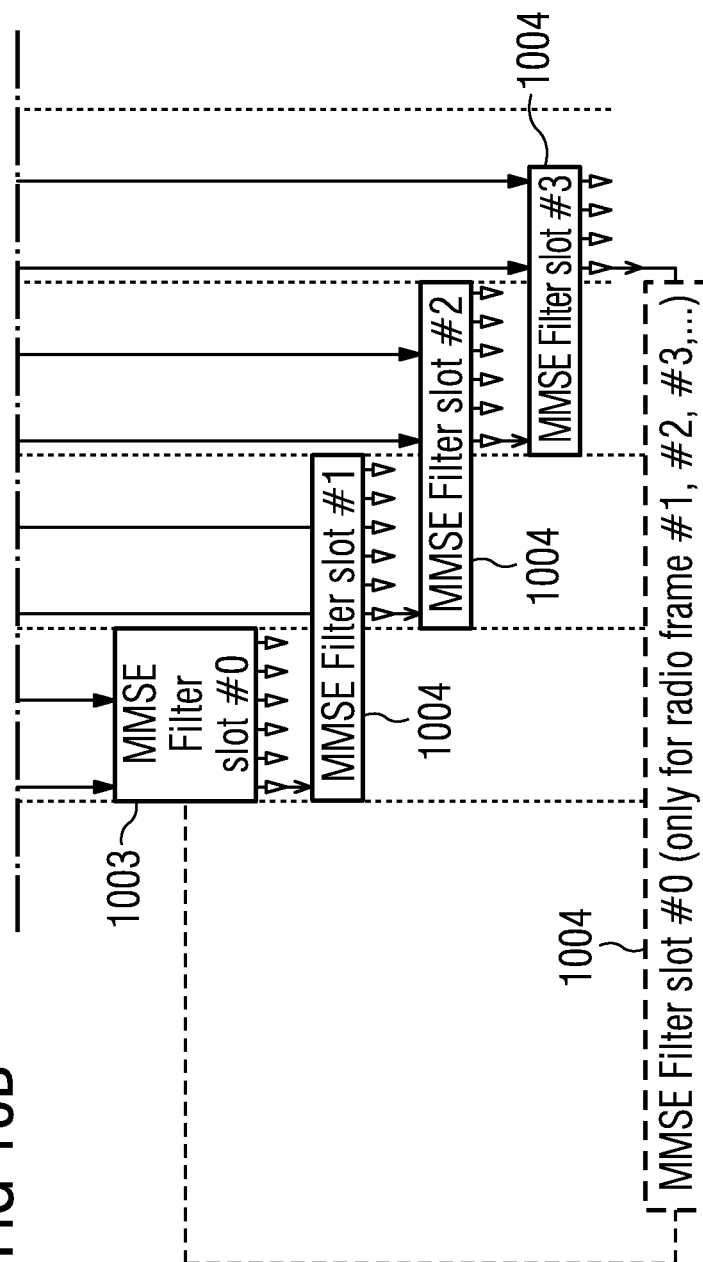 FIG 10B
1003
MMSE
Filter
slot #0
MMSE Filter slot #1
1004
MMSE Filter slot #2
1004
MMSE Filter slot #3
1004
1004
MMSE Filter slot #0 (only for radio frame #1, #2, #3,...)